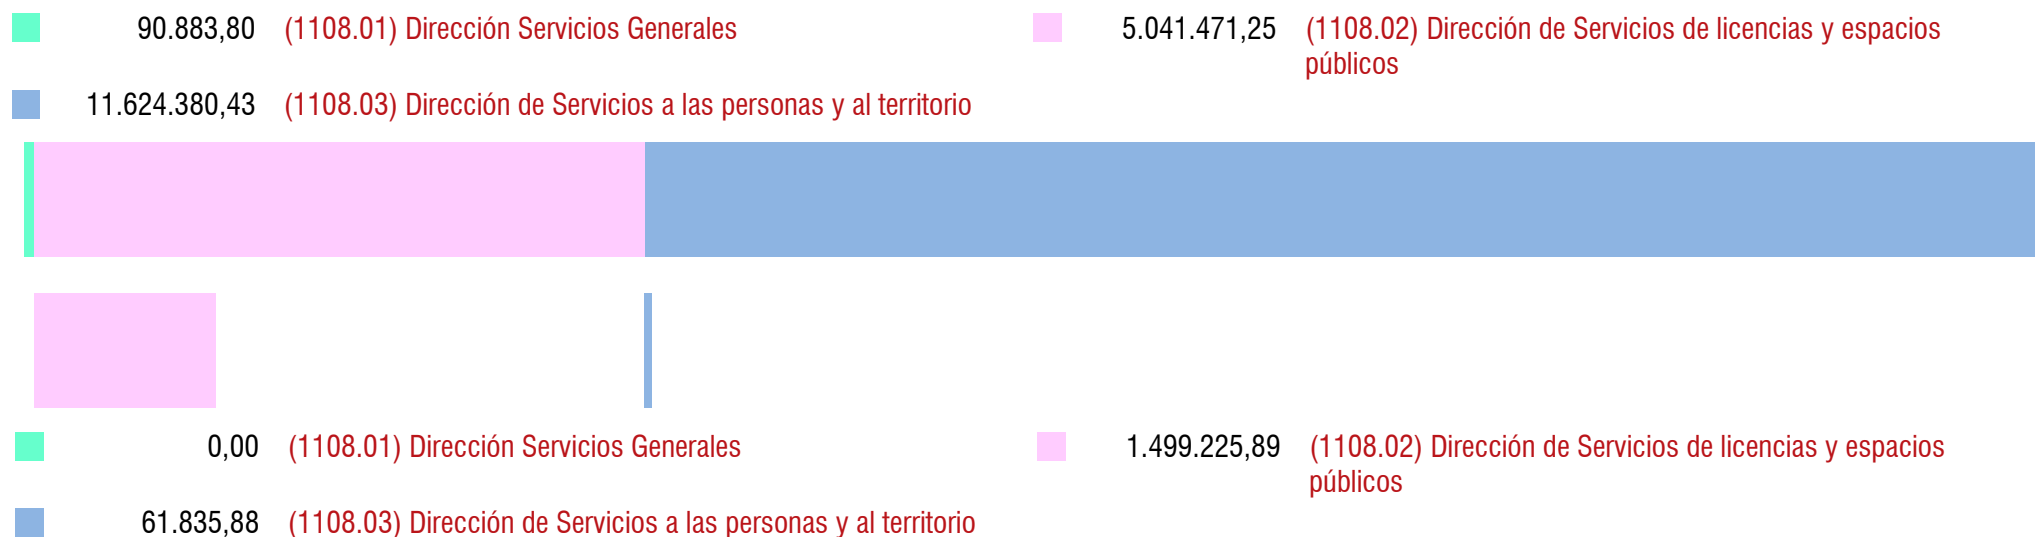 90.883,80 (1108.01) Dirección Servicios Generales
5.041.471,25 (1108.02) Dirección de Servicios de licencias y espacios
públicos
11.624.380,43 (1108.03) Dirección de Servicios a las personas y al territorio
0,00 (1108.01) Dirección Servicios Generales
1.499.225,89 (1108.02) Dirección de Servicios de licencias y espacios
públicos
61.835,88 (1108.03) Dirección de Servicios a las personas y al territorio